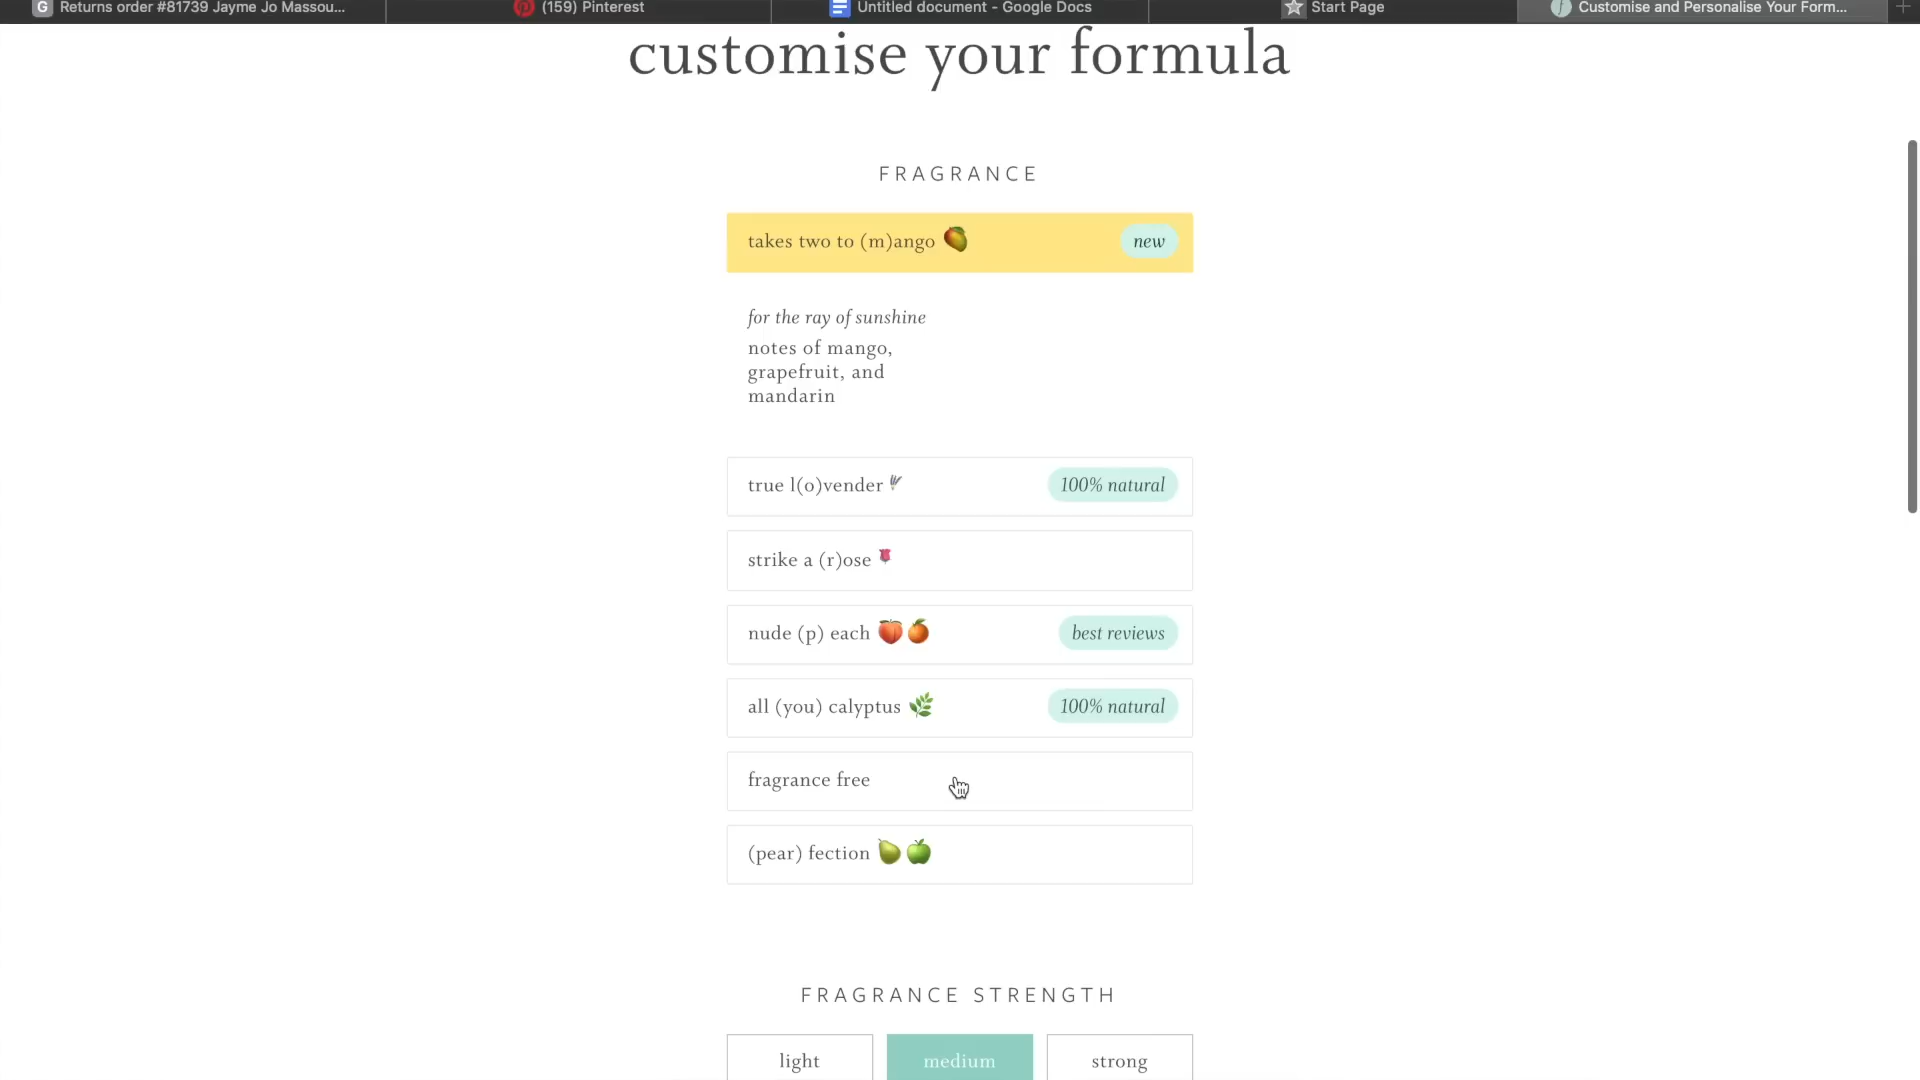 G Returns order #81739 Jayme Jo Massou...
(159) Pinterest
Untitled document - Google Docs
Start Page
f Customise and Personalise Your Form...
customise your formula
FRAGRANCE
takes two to (m)ango
new
for the ray of sunshine
notes of mango,
grapefruit, and
mandarin
true l(o)vender
100% natural
strike a (r)ose
nude (p) each
best reviews
all (you) calyptus
100% natural
fragrance free
(pear) fection
FRAGRANCE STRENGTH
light
medium
strong